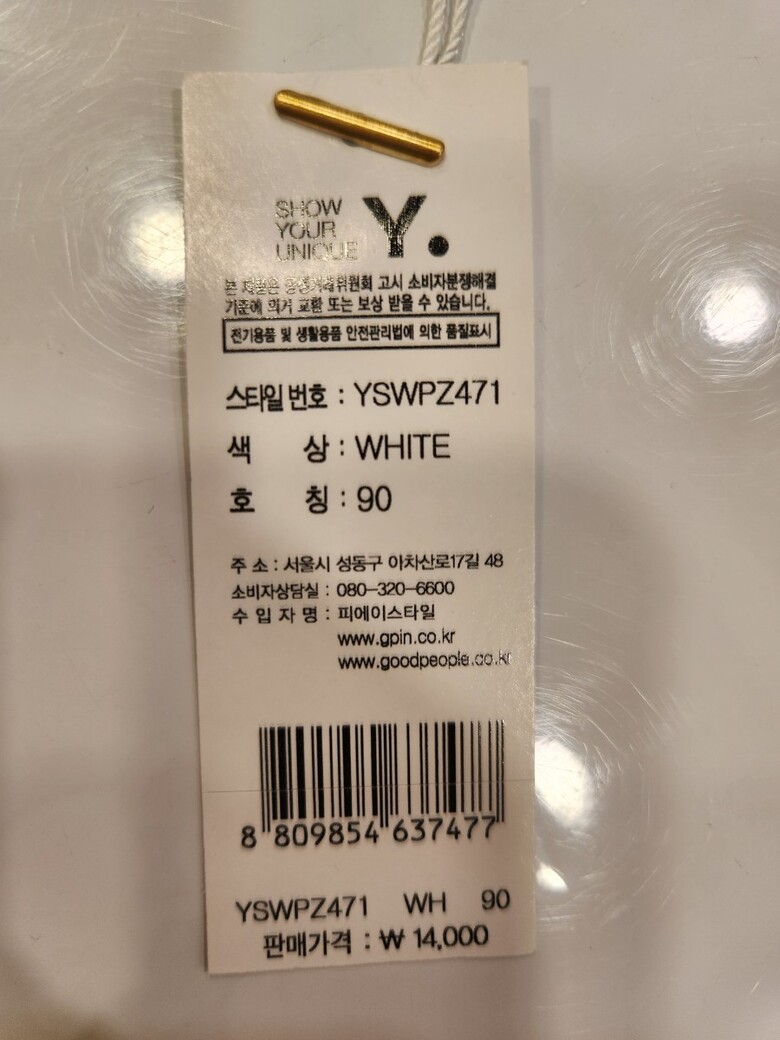 SHOW
YOUR
UNIQUE
Y.
본 제품은 공정거래위원회 고시 소비자분쟁해결
기준에 의거 교환 또는 보상 받을 수 있습니다.
전기용품 및 생활용품 안전관리법에 의한 품질표시
스타일 번호 : YSWPZ471
색 상 : WHITE
호 칭 : 90
주 소 : 서울시 성동구 아차산로17길 48
소비자상담실 : 080-320-6600
수 입 자 명 : 피에이스타일
www.gpin.co.kr
www.goodpeople.co.kr
8 809854 637477
YSWPZ471 WH 90
판매가격 : ₩ 14,000